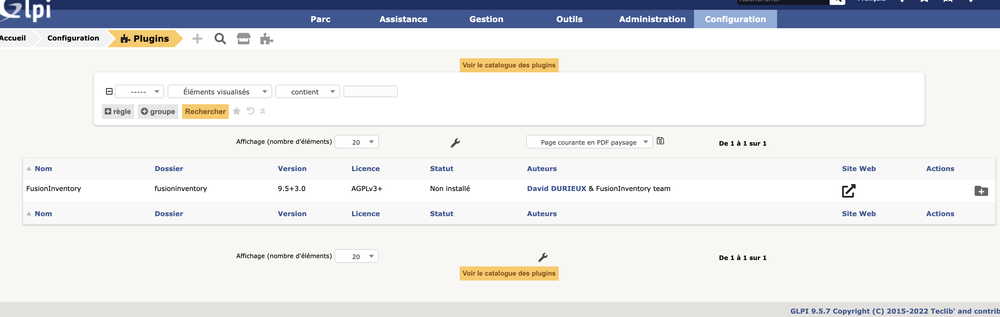 Glpi
Rechercher Français
Parc Assistance Gestion Outils Administration Configuration
Accueil Configuration Plugins
Voir le catalogue des plugins
----- Éléments visualisés contient
règle groupe Rechercher
Affichage (nombre d'éléments) 20 Page courante en PDF paysage De 1 à 1 sur 1
Nom Dossier Version Licence Statut Auteurs Site Web Actions
FusionInventory fusioninventory 9.5+3.0 AGPLv3+ Non installé David DURIEUX & FusionInventory team
Nom Dossier Version Licence Statut Auteurs Site Web Actions
Affichage (nombre d'éléments) 20 De 1 à 1 sur 1
Voir le catalogue des plugins
GLPI 9.5.7 Copyright (C) 2015-2022 Teclib' and contrib